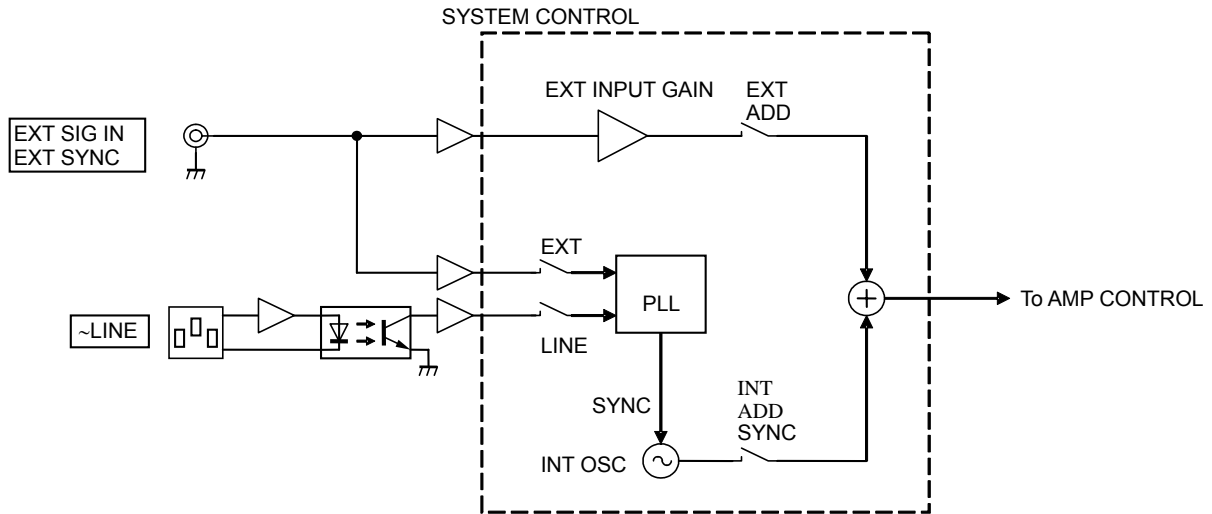 SYSTEM CONTROL
EXT INPUT GAIN
EXT
ADD
EXT SIG IN
EXT SYNC
EXT
PLL
To AMP CONTROL
~LINE
LINE
SYNC
INT
ADD
SYNC
INT OSC